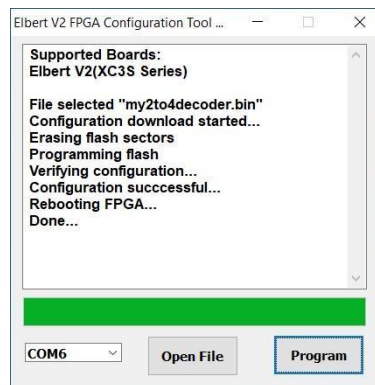 Elbert V2 FPGA Configuration Tool ...
Supported Boards:
Elbert V2(XC3S Series)
File selected "my2to4decoder.bin"
Configuration download started...
Erasing flash sectors
Programming flash
Verifying configuration...
Configuration succcessful...
Rebooting FPGA...
Done...
COM6
Open File
Program